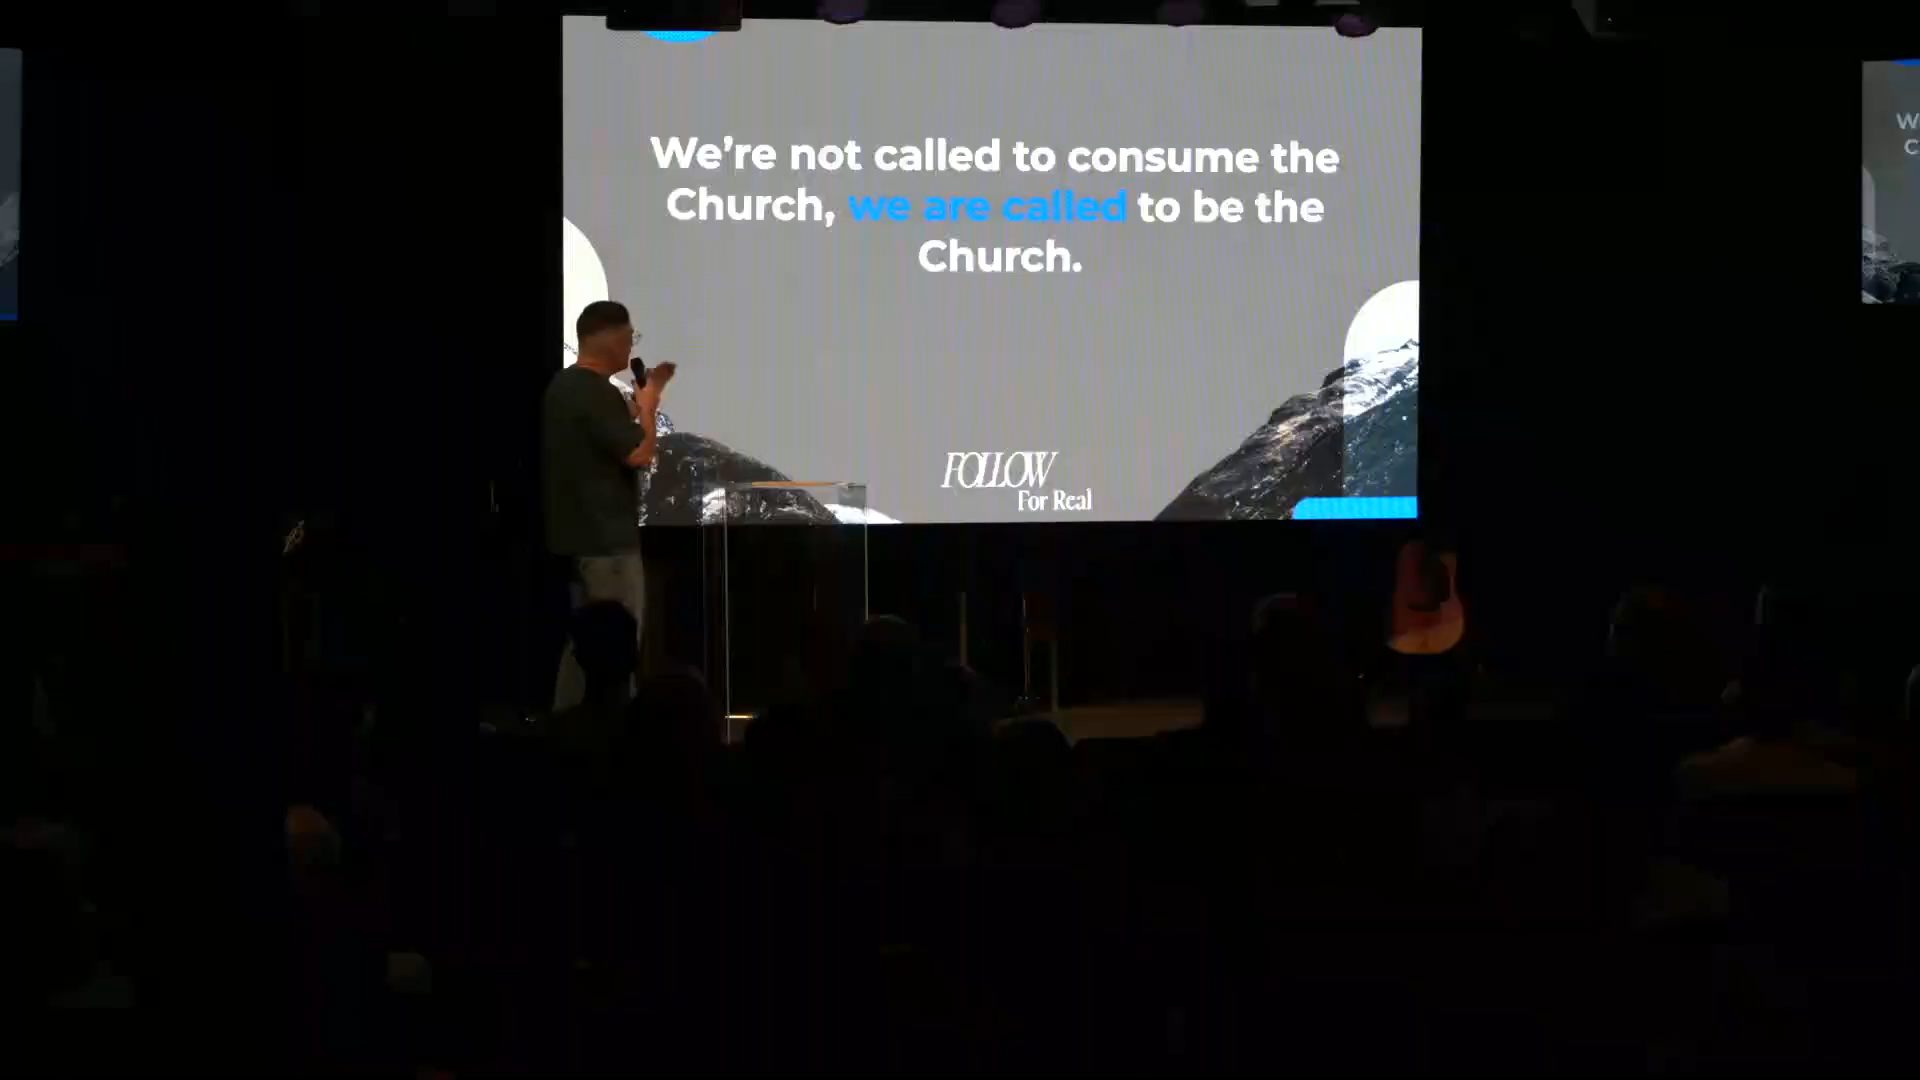 We're not called to consume the
Church, we are called to be the
Church.
FOLLOW
For Real
W
C